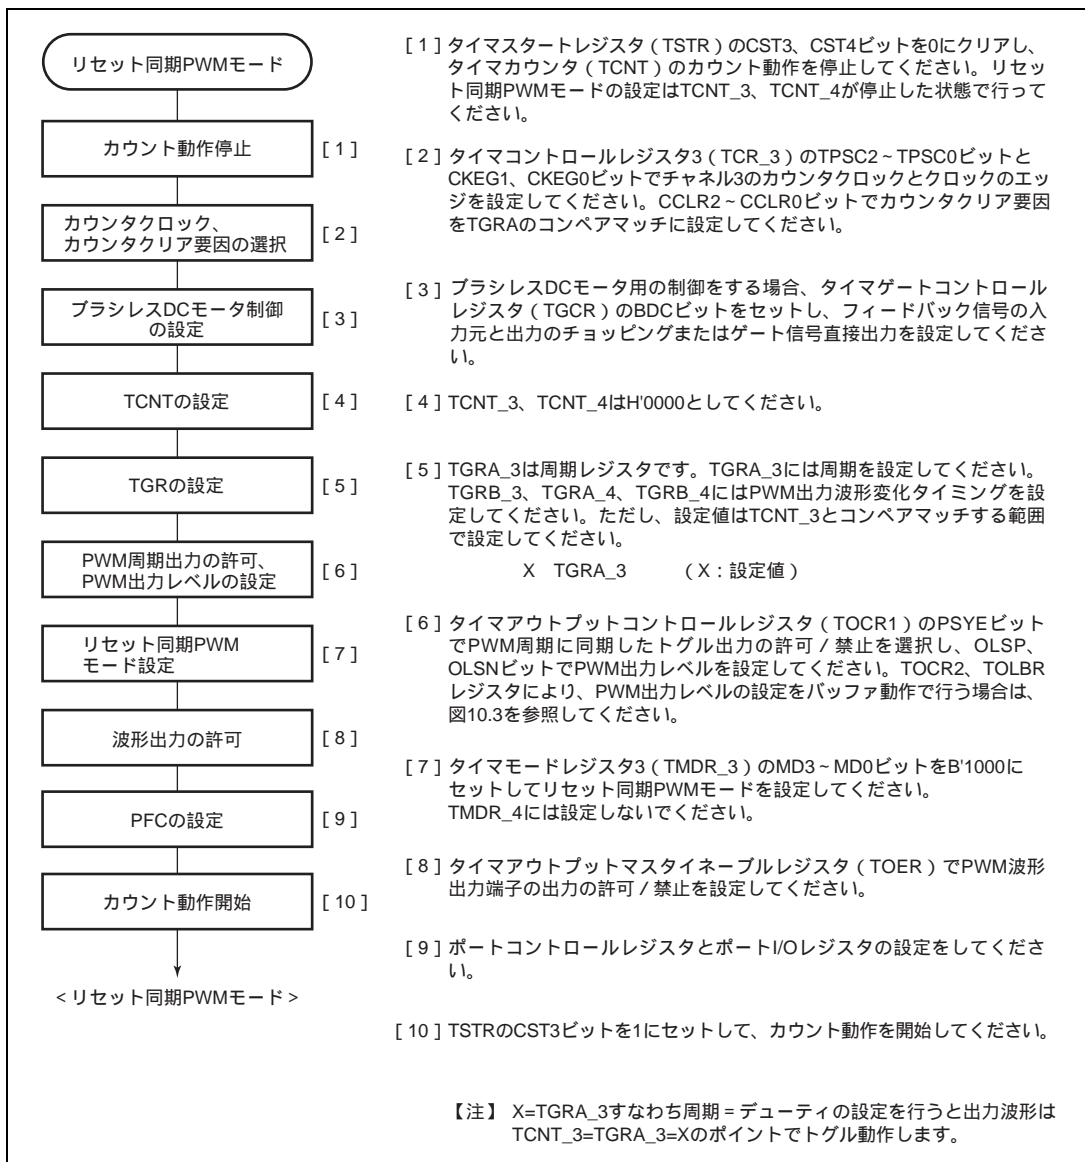 リセット同期PWMモード
カウント動作停止
[ 1 ]
カウンタクロック、
カウンタクリア要因の選択
[ 2 ]
ブラシレスDCモータ制御
の設定
[ 3 ]
TCNTの設定
[ 4 ]
TGRの設定
[ 5 ]
PWM周期出力の許可、
PWM出力レベルの設定
[ 6 ]
リセット同期PWM
モード設定
[ 7 ]
波形出力の許可
[ 8 ]
PFCの設定
[ 9 ]
カウント動作開始
[ 10 ]
< リセット同期PWMモード >
[ 1 ] タイマスタートレジスタ（TSTR）のCST3、CST4ビットを0にクリアし、
タイマカウンタ（TCNT）のカウント動作を停止してください。リセッ
ト同期PWMモードの設定はTCNT_3、TCNT_4が停止した状態で行って
ください。
[ 2 ] タイマコントロールレジスタ3（TCR_3）のTPSC2～TPSC0ビットと
CKEG1、CKEG0ビットでチャネル3のカウンタクロックとクロックのエッ
ジを設定してください。CCLR2～CCLR0ビットでカウンタクリア要因
をTGRAのコンペアマッチに設定してください。
[ 3 ] ブラシレスDCモータ用の制御をする場合、タイマゲートコントロール
レジスタ（TGCR）のBDCビットをセットし、フィードバック信号の入
力元と出力のチョッピングまたはゲート信号直接出力を設定してくださ
い。
[ 4 ] TCNT_3、TCNT_4はH'0000としてください。
[ 5 ] TGRA_3は周期レジスタです。TGRA_3には周期を設定してください。
TGRB_3、TGRA_4、TGRB_4にはPWM出力波形変化タイミングを設
定してください。ただし、設定値はTCNT_3とコンペアマッチする範囲
で設定してください。
X TGRA_3 （X：設定値）
[ 6 ] タイマアウトプットコントロールレジスタ（TOCR1）のPSYEビット
でPWM周期に同期したトグル出力の許可／禁止を選択し、OLSP、
OLSNビットでPWM出力レベルを設定してください。TOCR2、TOLBR
レジスタにより、PWM出力レベルの設定をバッファ動作で行う場合は、
図10.3を参照してください。
[ 7 ] タイマモードレジスタ3（TMDR_3）のMD3～MD0ビットをB'1000に
セットしてリセット同期PWMモードを設定してください。
TMDR_4には設定しないでください。
[ 8 ] タイマアウトプットマスタイネーブルレジスタ（TOER）でPWM波形
出力端子の出力の許可／禁止を設定してください。
[ 9 ] ポートコントロールレジスタとポートI/Oレジスタの設定をしてくださ
い。
[ 10 ] TSTRのCST3ビットを1にセットして、カウント動作を開始してください。
【注】 X=TGRA_3すなわち周期＝デューティの設定を行うと出力波形は
TCNT_3=TGRA_3=Xのポイントでトグル動作します。